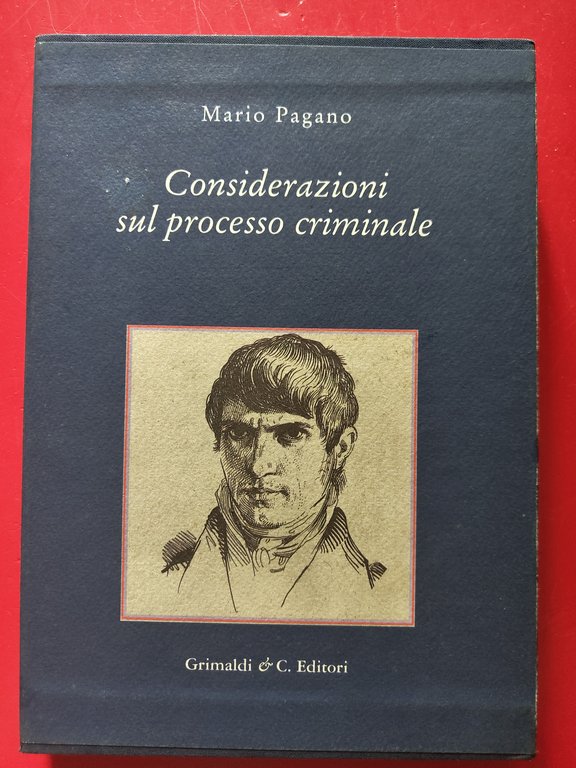 Mario Pagano
Considerazioni
sul processo criminale
Grimaldi & C. Editori